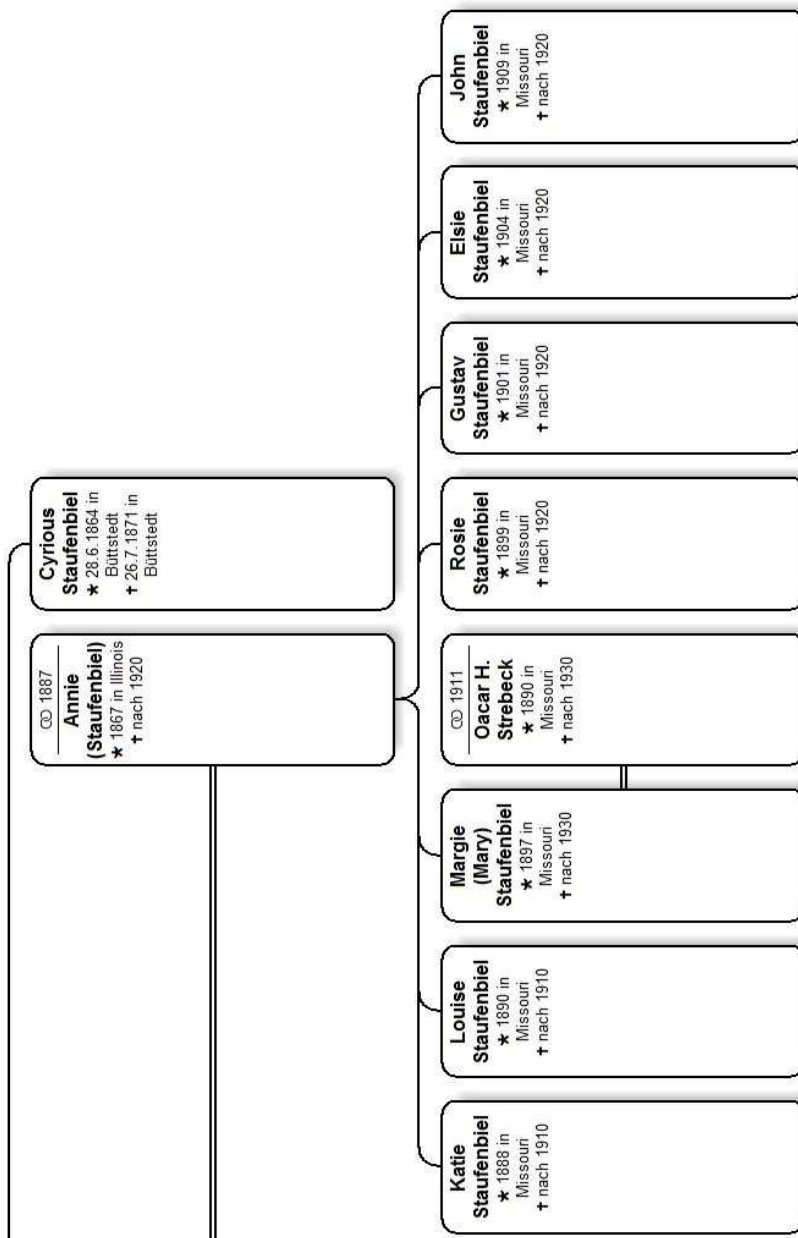 ⚭ 1887
Annie
(Staufenbiel)
★ 1867 in Illinois
✝ nach 1920
Cyrious
Staufenbiel
★ 28.6.1864 in
Büttstedt
✝ 26.7.1871 in
Büttstedt
Katie
Staufenbiel
★ 1888 in
Missouri
✝ nach 1910
Louise
Staufenbiel
★ 1890 in
Missouri
✝ nach 1910
Margie
(Mary)
Staufenbiel
★ 1897 in
Missouri
✝ nach 1930
⚭ 1911
Oacar H.
Strebeck
★ 1890 in
Missouri
✝ nach 1930
Rosie
Staufenbiel
★ 1899 in
Missouri
✝ nach 1920
Gustav
Staufenbiel
★ 1901 in
Missouri
✝ nach 1920
Elsie
Staufenbiel
★ 1904 in
Missouri
✝ nach 1920
John
Staufenbiel
★ 1909 in
Missouri
✝ nach 1920